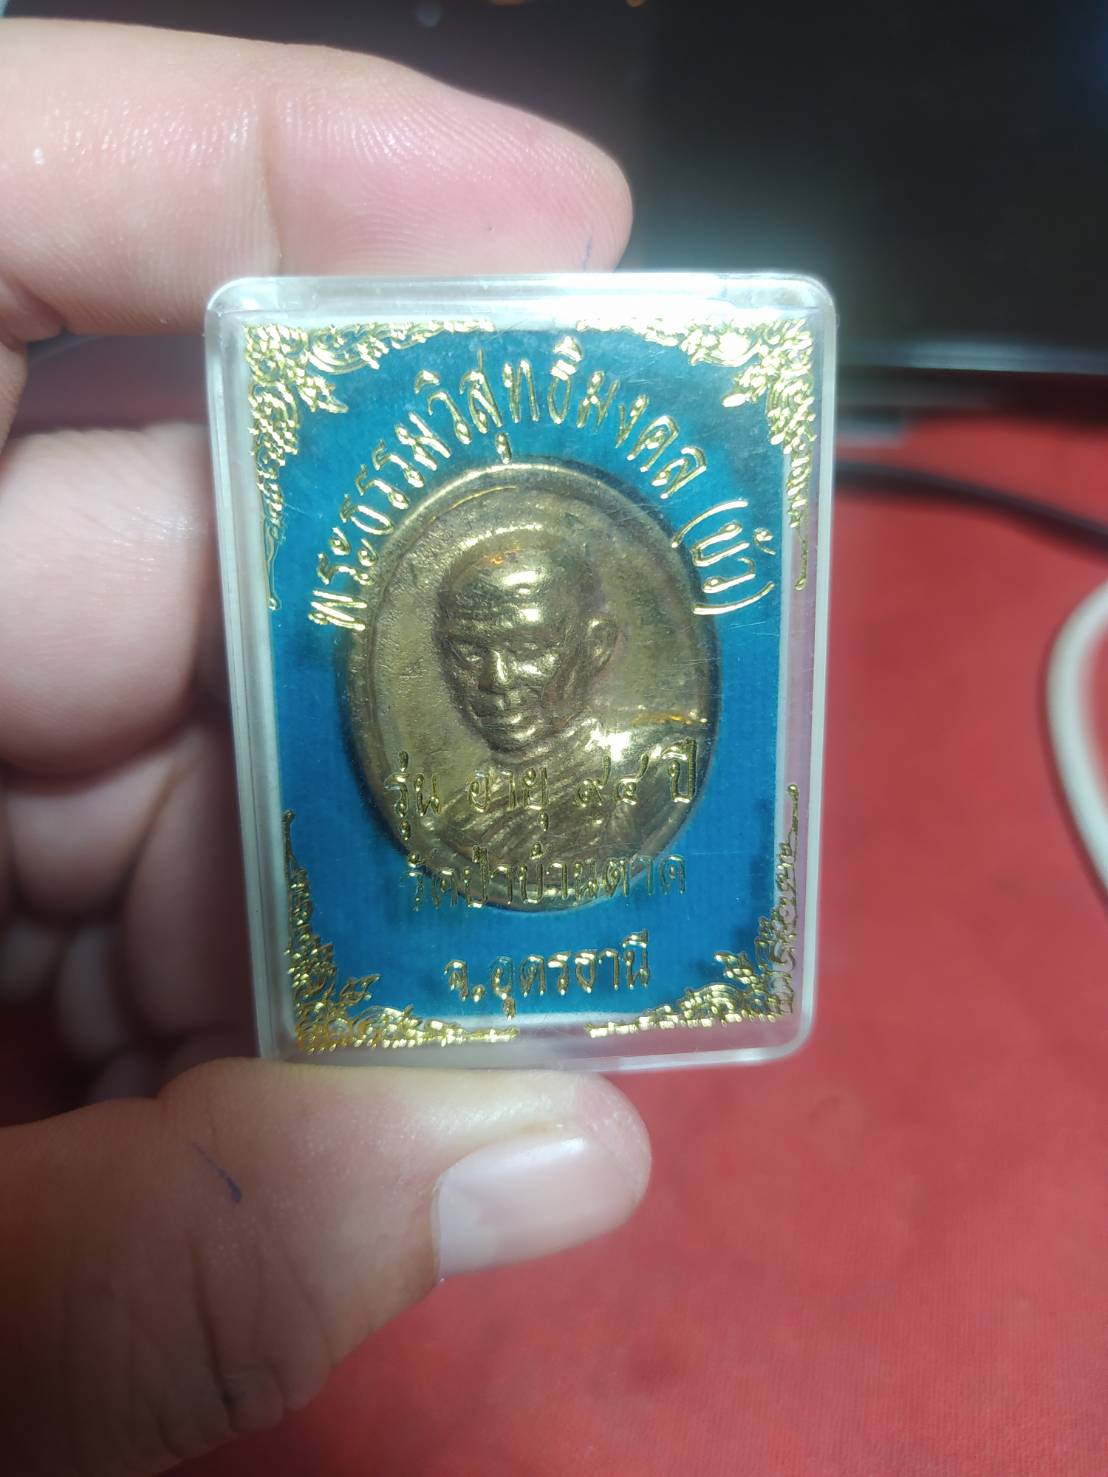 พระธรรมวิสุทธิมงคล (บัว)
รุ่น อายุ ๙๔ ปี
วัดป่าบ้านตาด
จ.อุดรธานี